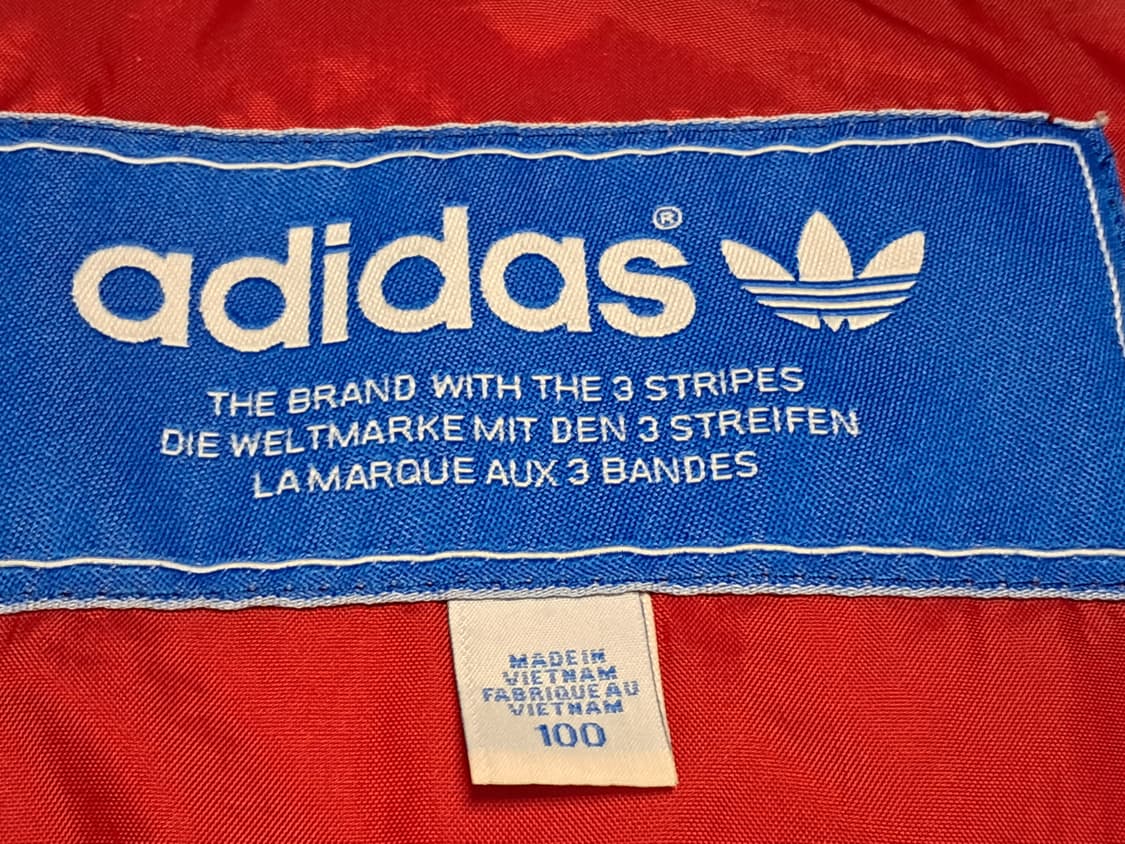 adidas®
THE BRAND WITH THE 3 STRIPES
DIE WELTMARKE MIT DEN 3 STREIFEN
LA MARQUE AUX 3 BANDES
MADE IN
VIETNAM
FABRIQUE AU
VIETNAM
100